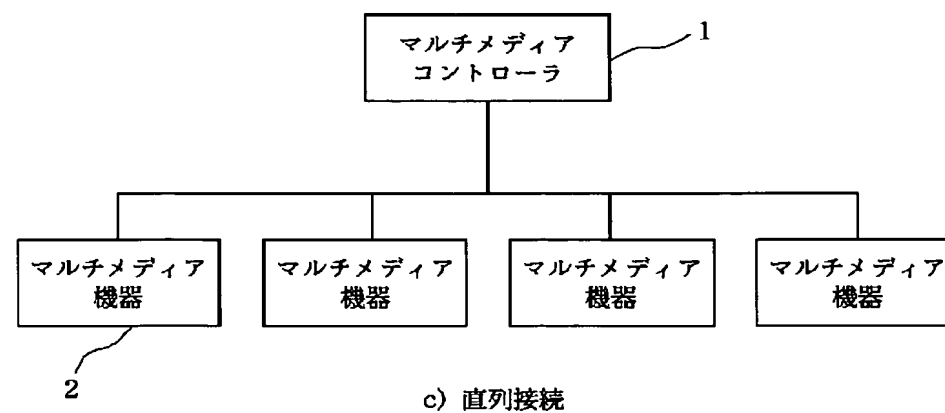 マルチメディア
コントローラ
1
マルチメディア
機器
マルチメディア
機器
マルチメディア
機器
マルチメディア
機器
2
c) 直列接続